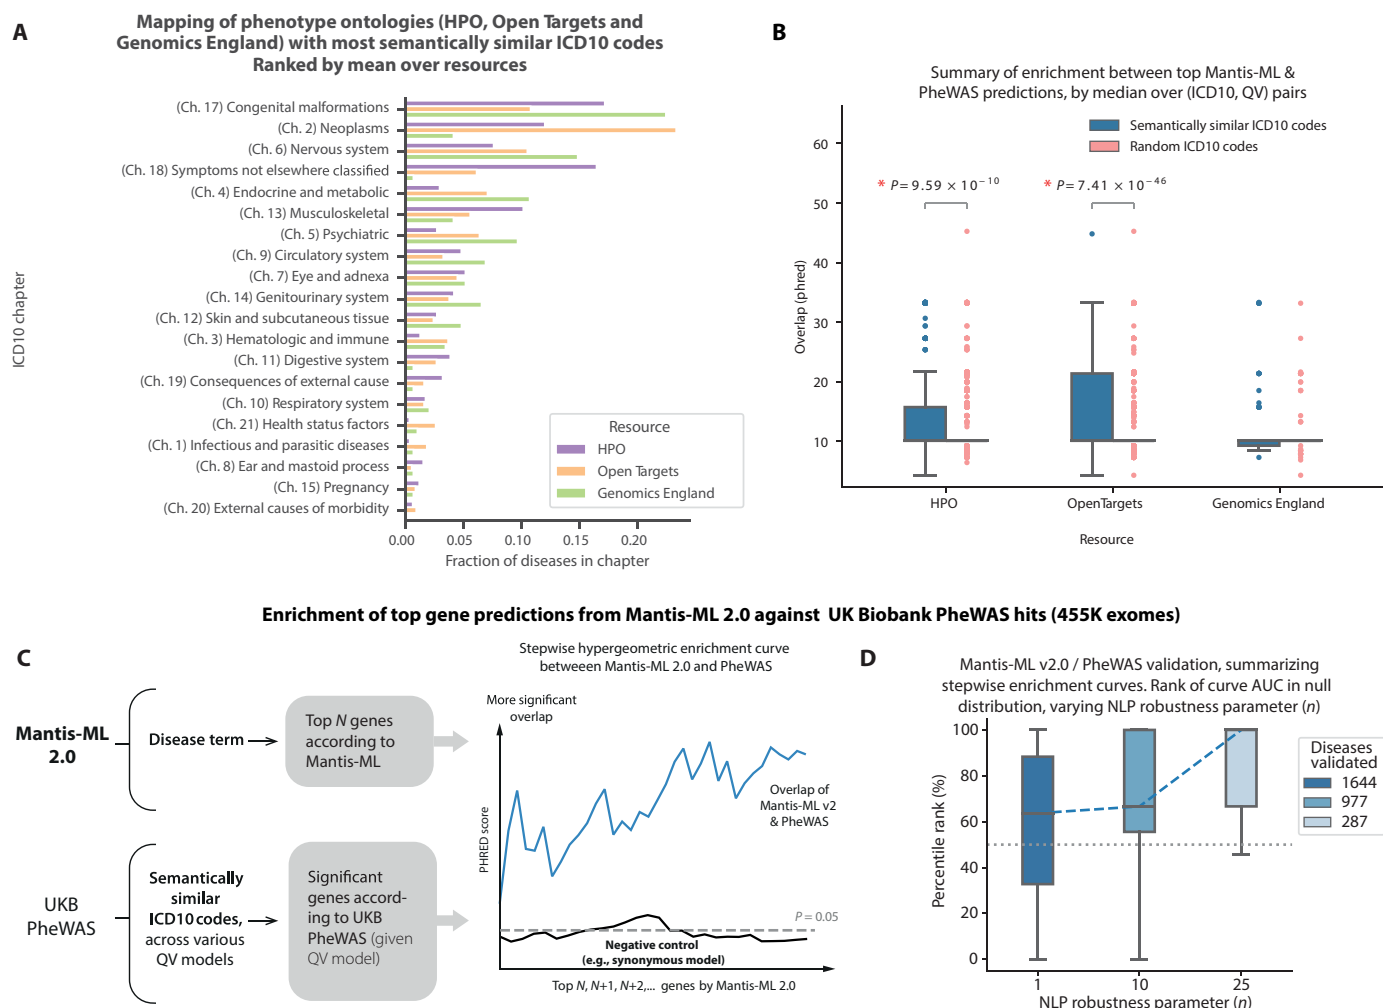 A
Mapping of phenotype ontologies (HPO, Open Targets and
Genomics England) with most semantically similar ICD10 codes
Ranked by mean over resources
ICD10 chapter
(Ch. 17) Congenital malformations
(Ch. 2) Neoplasms
(Ch. 6) Nervous system
(Ch. 18) Symptoms not elsewhere classified
(Ch. 4) Endocrine and metabolic
(Ch. 13) Musculoskeletal
(Ch. 5) Psychiatric
(Ch. 9) Circulatory system
(Ch. 7) Eye and adnexa
(Ch. 14) Genitourinary system
(Ch. 12) Skin and subcutaneous tissue
(Ch. 3) Hematologic and immune
(Ch. 11) Digestive system
(Ch. 19) Consequences of external cause
(Ch. 10) Respiratory system
(Ch. 21) Health status factors
(Ch. 1) Infectious and parasitic diseases
(Ch. 8) Ear and mastoid process
(Ch. 15) Pregnancy
(Ch. 20) External causes of morbidity
Resource
HPO
Open Targets
Genomics England
0.00 0.05 0.10 0.15 0.20
Fraction of diseases in chapter
B
Summary of enrichment between top Mantis-ML &
PheWAS predictions, by median over (ICD10, QV) pairs
Semantically similar ICD10 codes
Random ICD10 codes
* P = 9.59 × 10⁻¹⁰
* P = 7.41 × 10⁻⁴⁶
Overlap (phred)
60
50
40
30
20
10
HPO OpenTargets Genomics England
Resource
Enrichment of top gene predictions from Mantis-ML 2.0 against UK Biobank PheWAS hits (455K exomes)
C
Mantis-ML
2.0
Disease term
Top N genes
according to
Mantis-ML
UKB
PheWAS
Semantically
similar
ICD10 codes,
across various
QV models
Significant
genes accord-
ing to UKB
PheWAS (given
QV model)
Stepwise hypergeometric enrichment curve
betweeen Mantis-ML 2.0 and PheWAS
More significant
overlap
PHRED score
Overlap of
Mantis-ML v2
& PheWAS
P = 0.05
Negative control
(e.g., synonymous model)
Top N, N+1, N+2,... genes by Mantis-ML 2.0
D
Mantis-ML v2.0 / PheWAS validation, summarizing
stepwise enrichment curves. Rank of curve AUC in null
distribution, varying NLP robustness parameter (n)
Percentile rank (%)
100
80
60
40
20
0
Diseases
validated
1644
977
287
1 10 25
NLP robustness parameter (n)